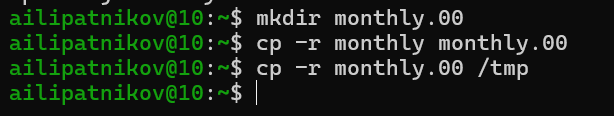 ailipatnikov@10:~$ mkdir monthly.00
ailipatnikov@10:~$ cp -r monthly monthly.00
ailipatnikov@10:~$ cp -r monthly.00 /tmp
ailipatnikov@10:~$